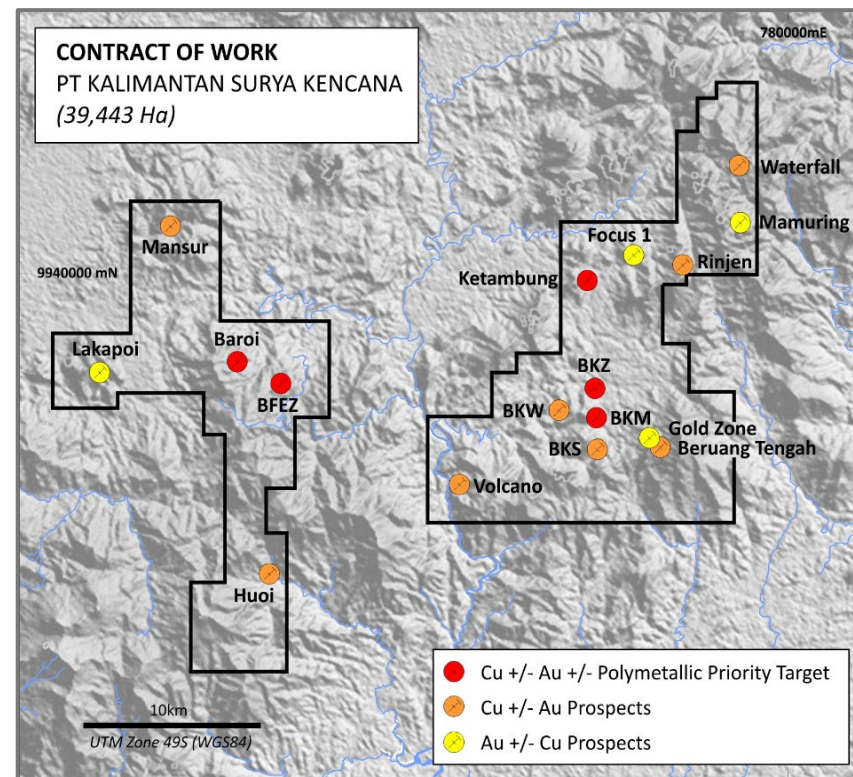 CONTRACT OF WORK
PT KALIMANTAN SURYA KENCANA
(39,443 Ha)
780000mE
Waterfall
Mamuring
Mansur
Focus 1
Rinjen
9940000 mN
Ketambung
Lakapoi
Baroi
BFEZ
BKZ
BKW
BKM
Gold Zone
BKS
Beruang Tengah
Volcano
Huoi
Cu +/- Au +/- Polymetallic Priority Target
Cu +/- Au Prospects
Au +/- Cu Prospects
10km
UTM Zone 49S (WGS84)